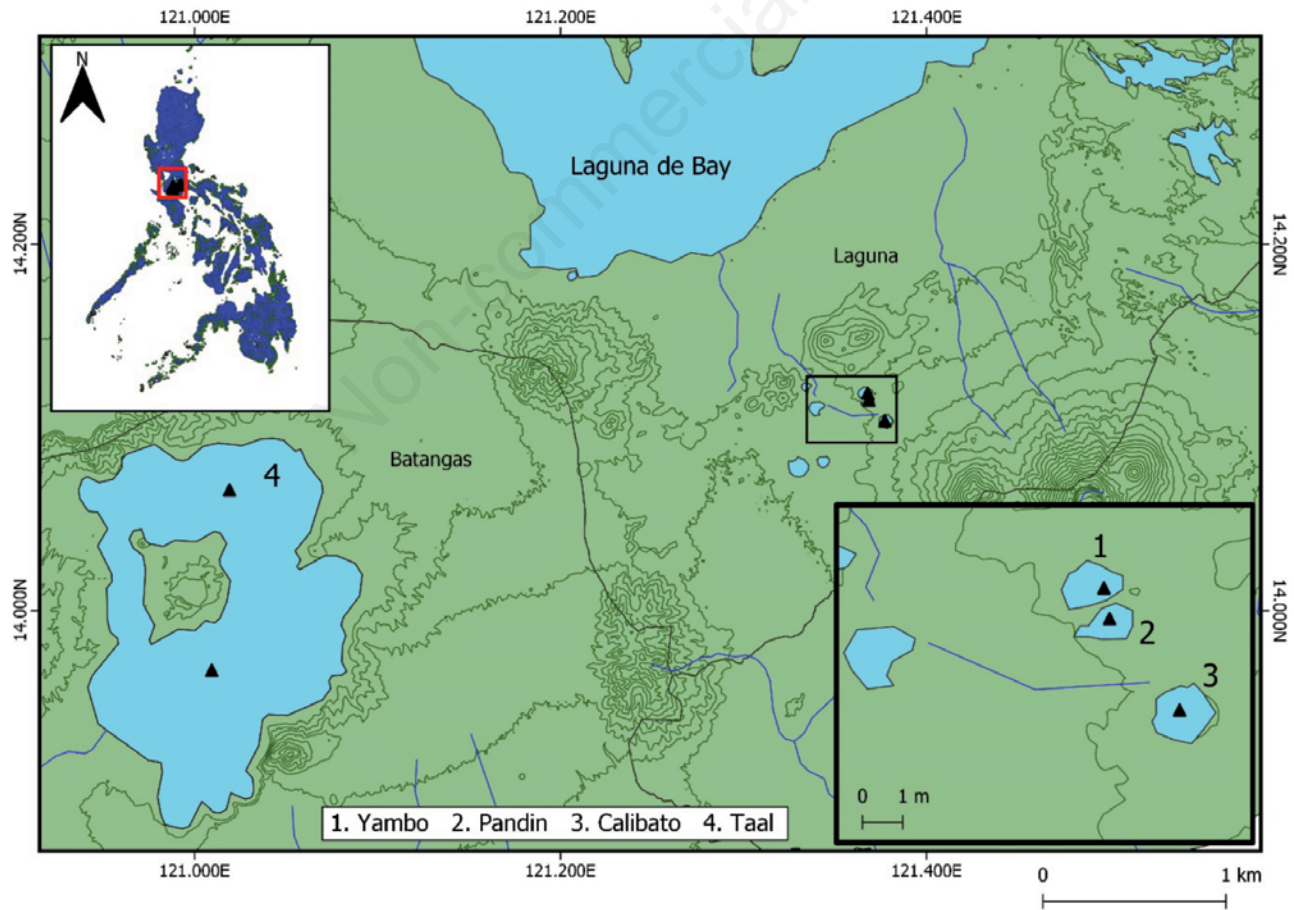 121.000E 121.200E 121.400E
N
Laguna de Bay
14.200N
14.200N
Laguna
Batangas
4
14.000N
14.000N
1
2
3
0 1 m
1. Yambo 2. Pandin 3. Calibato 4. Taal
121.000E 121.200E 121.400E
0 1 km
Non-commercial